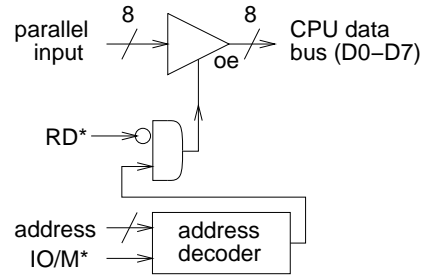 8
8
parallel
input
CPU data
bus (D0–D7)
oe
RD*
address
IO/M*
address
decoder